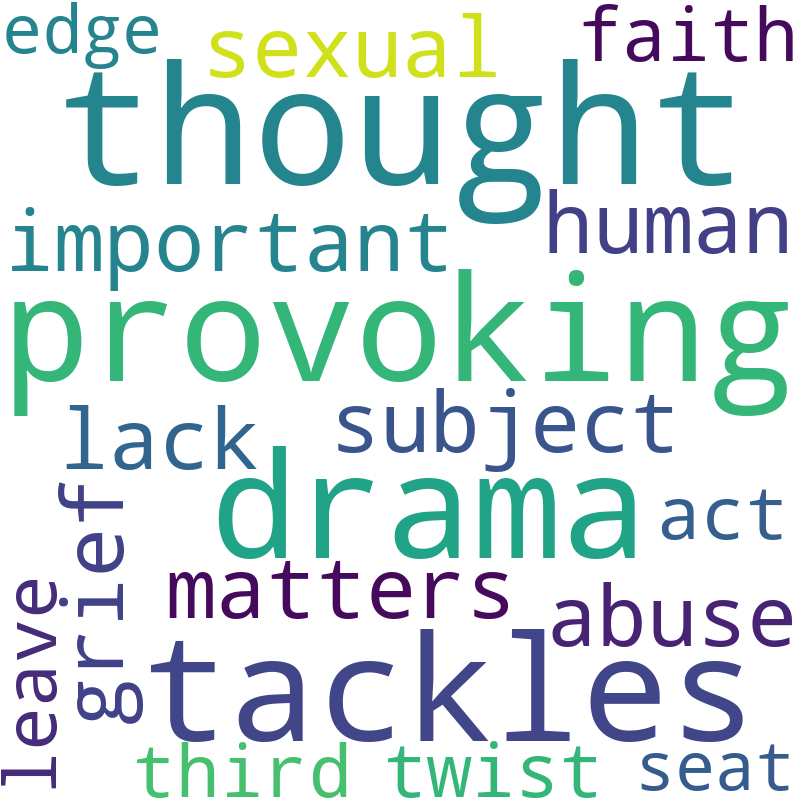 edge sexual faith
thought
important human
provoking
lack subject
drama act
grief
matters
leave
abuse
tackles
third twist seat